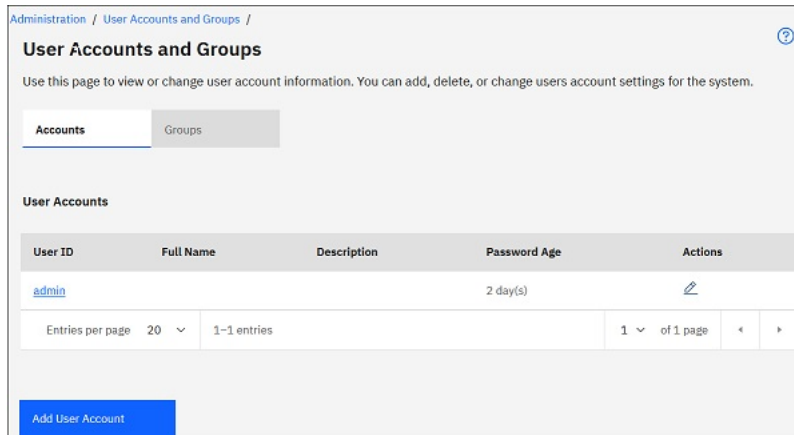 Administration / User Accounts and Groups /
User Accounts and Groups
Use this page to view or change user account information. You can add, delete, or change users account settings for the system.
Accounts Groups
User Accounts
User ID Full Name Description Password Age Actions
admin 2 day(s)
Entries per page 20 1–1 entries 1 of 1 page
Add User Account